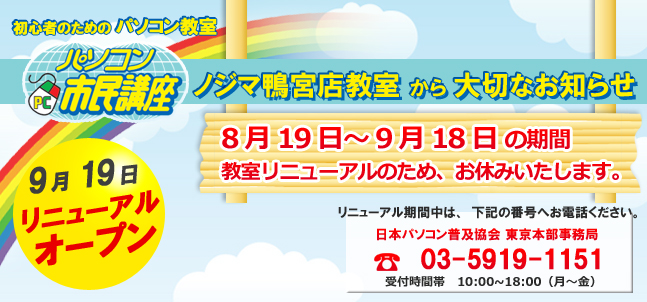 初心者のための パソコン教室
パソコン
市民講座
PC
ノジマ鴨宮店教室 から 大切なお知らせ
8月19日～9月18日 の期間
教室リニューアルのため、お休みいたします。
9月 19日
リニューアル
オープン
リニューアル期間中は、下記の番号へお電話ください。
日本パソコン普及協会 東京本部事務局
☎ 03-5919-1151
受付時間帯 10:00~18:00（月～金）